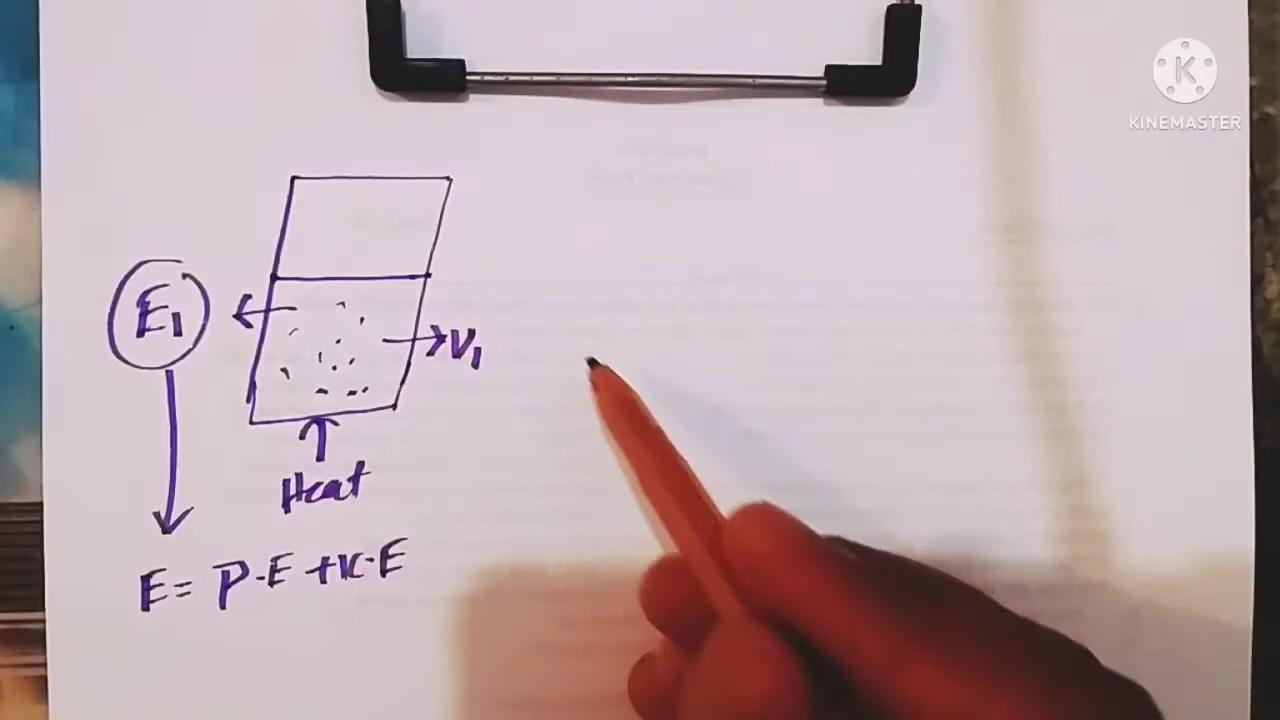 K
KINEMASTER
E1
V1
Heat
E = P.E + K.E